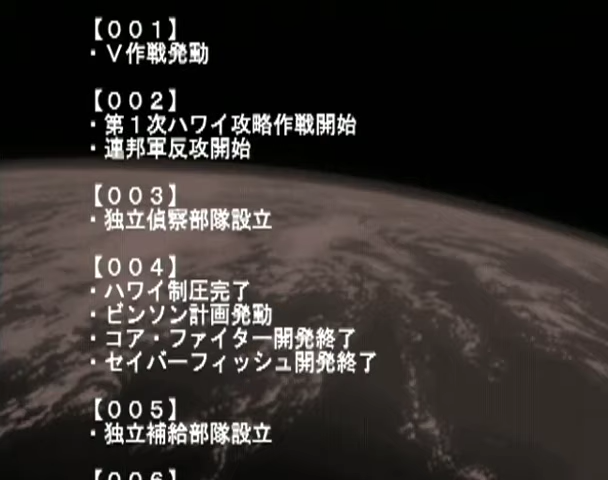 【００１】
・Ｖ作戦発動
【００２】
・第１次ハワイ攻略作戦開始
・連邦軍反攻開始
【００３】
・独立偵察部隊設立
【００４】
・ハワイ制圧完了
・ビンソン計画発動
・コア・ファイター開発終了
・セイバーフィッシュ開発終了
【００５】
・独立補給部隊設立
【００６】